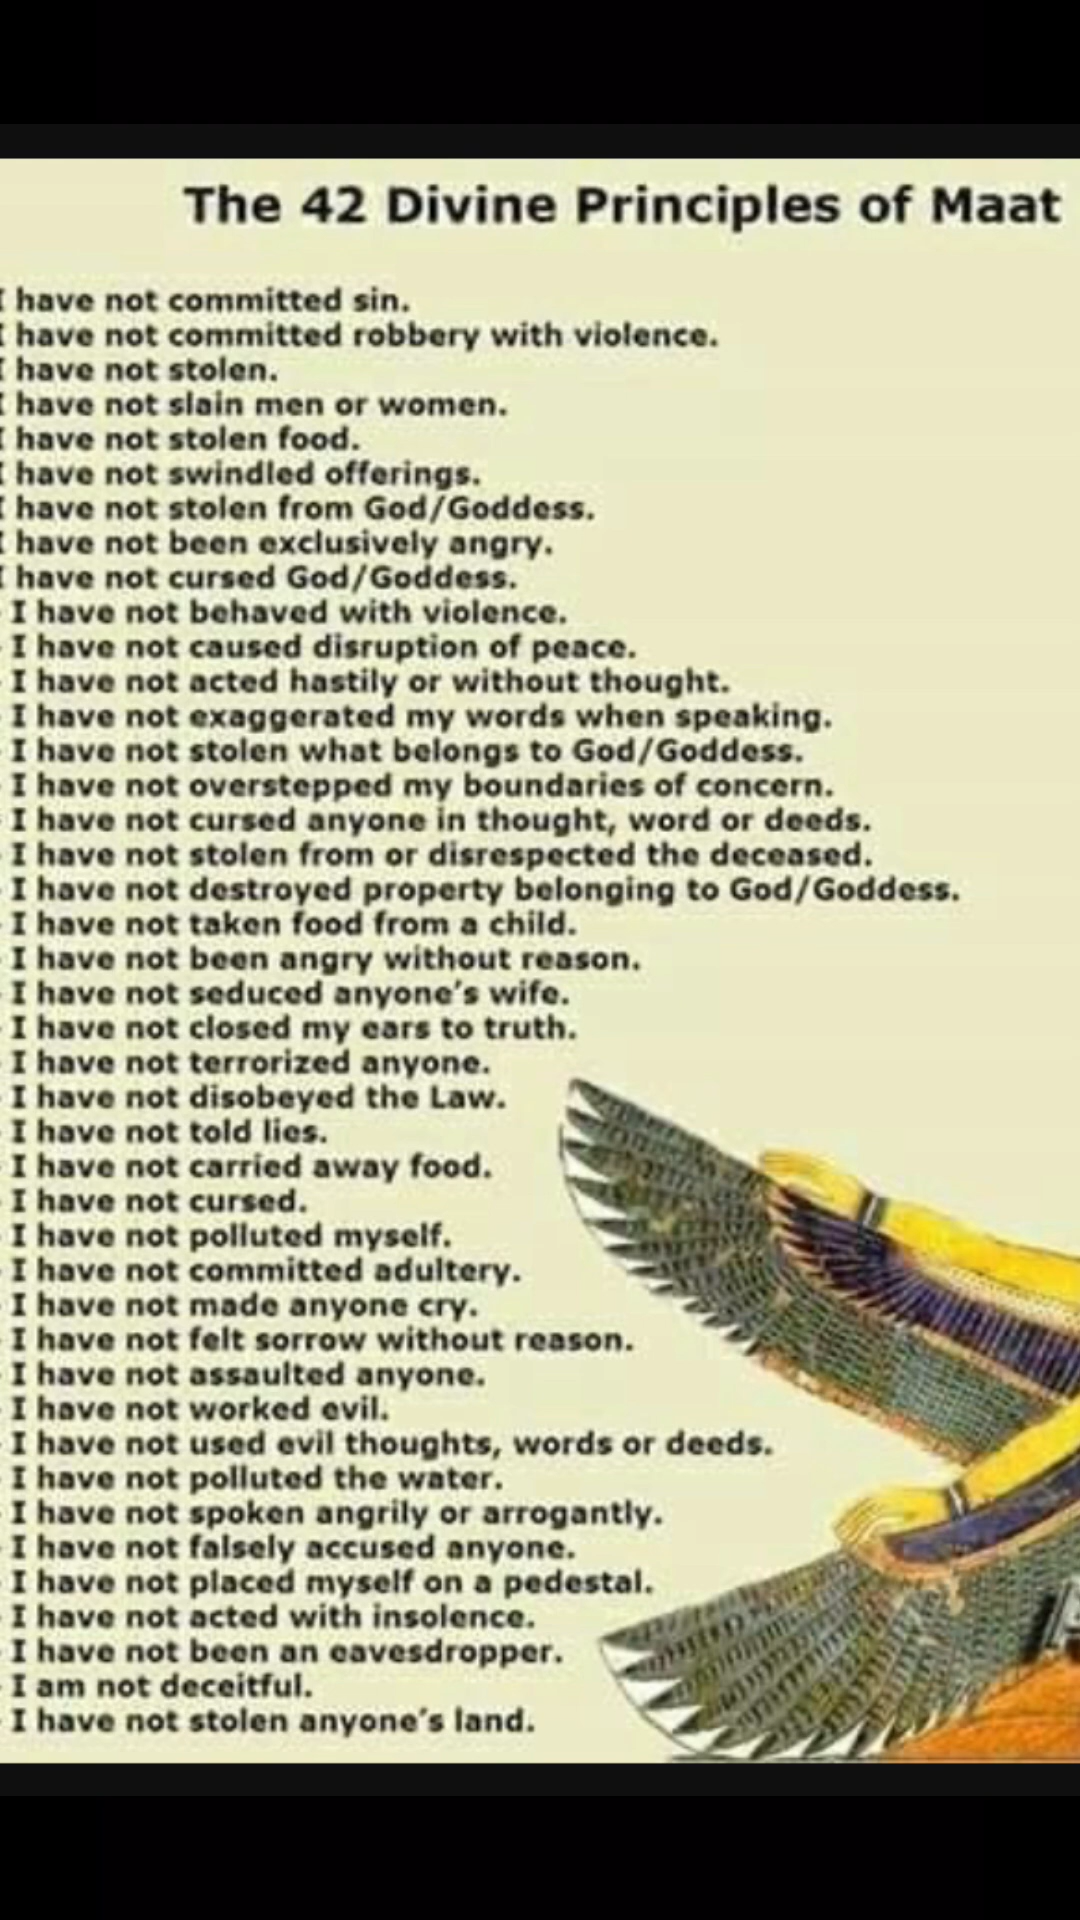 The 42 Divine Principles of Maat
I have not committed sin.
I have not committed robbery with violence.
I have not stolen.
I have not slain men or women.
I have not stolen food.
I have not swindled offerings.
I have not stolen from God/Goddess.
I have not been exclusively angry.
I have not cursed God/Goddess.
I have not behaved with violence.
I have not caused disruption of peace.
I have not acted hastily or without thought.
I have not exaggerated my words when speaking.
I have not stolen what belongs to God/Goddess.
I have not overstepped my boundaries of concern.
I have not cursed anyone in thought, word or deeds.
I have not stolen from or disrespected the deceased.
I have not destroyed property belonging to God/Goddess.
I have not taken food from a child.
I have not been angry without reason.
I have not seduced anyone's wife.
I have not closed my ears to truth.
I have not terrorized anyone.
I have not disobeyed the Law.
I have not told lies.
I have not carried away food.
I have not cursed.
I have not polluted myself.
I have not committed adultery.
I have not made anyone cry.
I have not felt sorrow without reason.
I have not assaulted anyone.
I have not worked evil.
I have not used evil thoughts, words or deeds.
I have not polluted the water.
I have not spoken angrily or arrogantly.
I have not falsely accused anyone.
I have not placed myself on a pedestal.
I have not acted with insolence.
I have not been an eavesdropper.
I am not deceitful.
I have not stolen anyone's land.